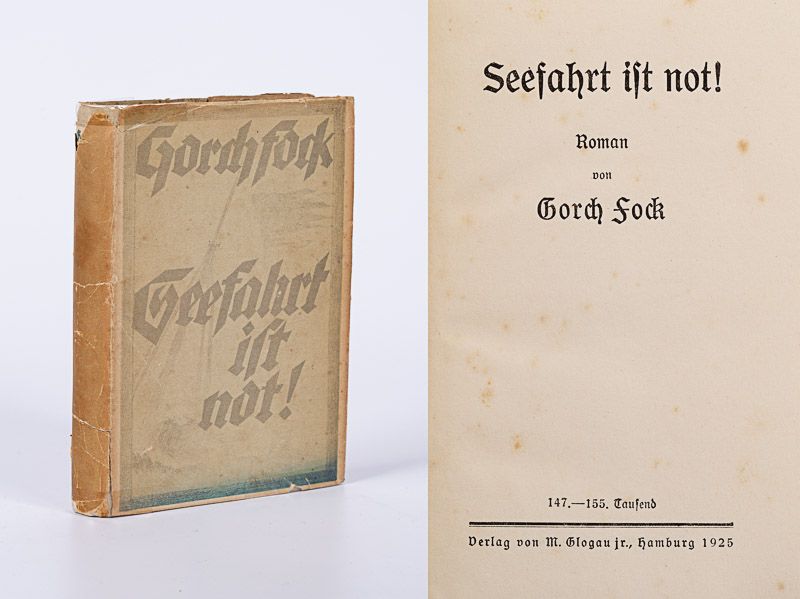 Gorch Fock
Seefahrt
ist
not!
Seefahrt ist not!
Roman
von
Gorch Fock
147.—155. Tausend
Verlag von M. Glogau jr., Hamburg 1925